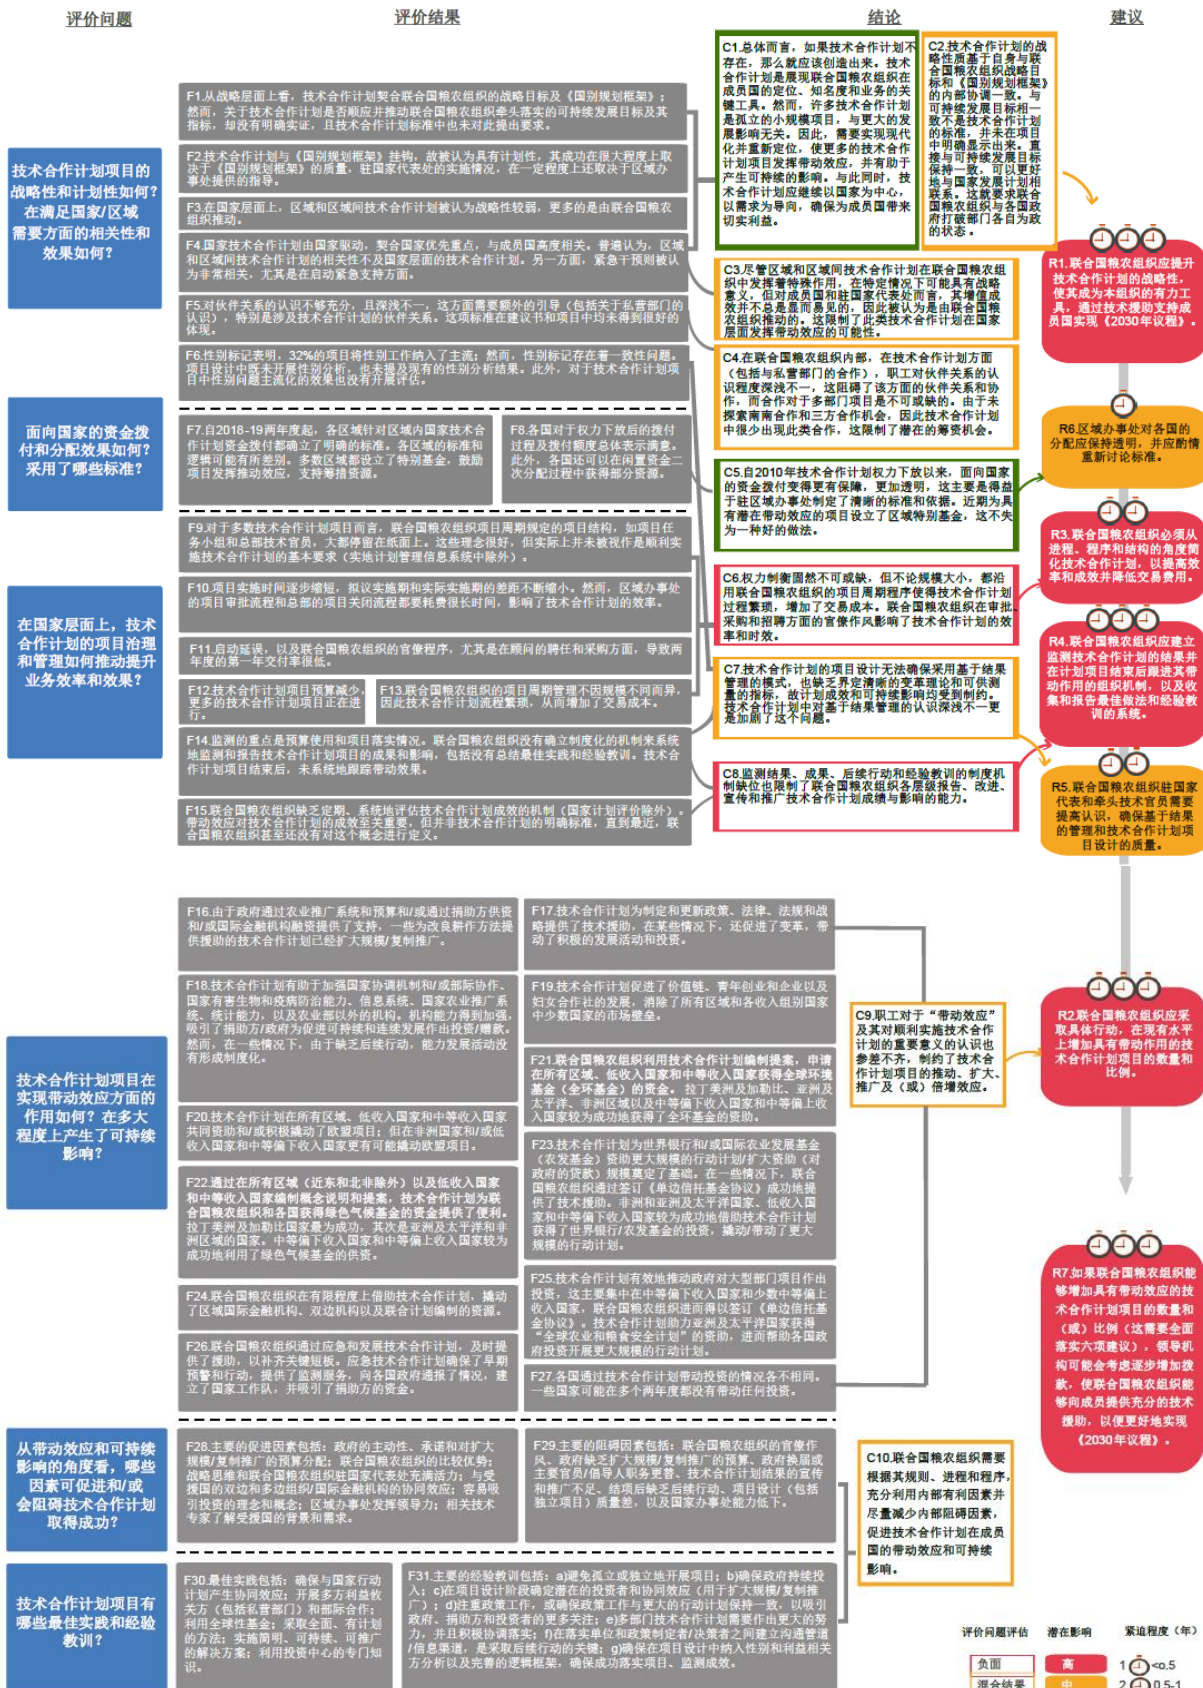 评价问题
评价结果
结论
建议
技术合作计划项目的
战略性和计划性如何？
在满足国家/区域
需要方面的相关性和
效果如何？
F1.从战略层面上看，技术合作计划契合联合国粮农组织的战略目标及《国别规划框架》；
然而，关于技术合作计划是否顺应并推动联合国粮农组织牵头落实的可持续发展目标及其
指标，却没有明确实证，且技术合作计划标准中也未对此提出要求。
F2.技术合作计划与《国别规划框架》挂钩，故被认为具有计划性，其成功在很大程度上取
决于《国别规划框架》的质量，驻国家代表处的实施情况，在一定程度上还取决于区域办
事处提供的指导。
F3.在国家层面上，区域和区域间技术合作计划被认为战略性较弱，更多的是由联合国粮农
组织推动。
F4.国家技术合作计划由国家驱动，契合国家优先重点，与成员国高度相关。普遍认为，区域
和区域间技术合作计划的相关性不及国家层面的技术合作计划。另一方面，紧急干预则被认
为非常相关，尤其是在启动紧急支持方面。
F5.对伙伴关系的认识不够充分，且深浅不一，这方面需要额外的引导（包括关于私营部门的
认识），特别是涉及技术合作计划的伙伴关系。这项标准在建议书和项目中均未得到很好的
体现。
F6.性别标记表明，32%的项目将性别工作纳入了主流；然而，性别标记存在着一致性问题。
项目设计中既未开展性别分析，也未提及现有的性别分析结果。此外，对于技术合作计划项
目中性别问题主流化的效果也没有开展评估。
C1.总体而言，如果技术合作计划不
存在，那么就应该创造出来。技术
合作计划是展现联合国粮农组织在
成员国的定位、知名度和业务的关
键工具。然而，许多技术合作计划
是孤立的小规模项目，与更大的发
展影响无关。因此，需要实现现代
化并重新定位，使更多的技术合作
计划项目发挥带动效应，并有助于
产生可持续的影响。与此同时，技
术合作计划应继续以国家为中心，
以需求为导向，确保为成员国带来
切实利益。
C2.技术合作计划的战
略性质基于自身与联
合国粮农组织战略目
标和《国别规划框架》
的内部协调一致。与
可持续发展目标相一
致不是技术合作计划
的标准，并未在项目
中明确显示出来。直
接与可持续发展目标
保持一致，可以更好
地与国家发展计划相
联系。这就要求联合
国粮农组织与各国政
府打破部门各自为政
的状态。
C3.尽管区域和区域间技术合作计划在联合国粮农组
织中发挥着特殊作用，在特定情况下可能具有战略
意义，但对成员国和驻国家代表处而言，其增值成
效并不总是显而易见的，因此被认为是由联合国粮
农组织推动的。这限制了此类技术合作计划在国家
层面发挥带动效应的可能性。
C4.在联合国粮农组织内部，在技术合作计划方面
（包括与私营部门的合作），职工对伙伴关系的认
识程度深浅不一，这阻碍了该方面的伙伴关系和协
作，而合作对于多部门项目是不可或缺的。由于未
探索南南合作和三方合作机会，因此技术合作计划
中很少出现此类合作，这限制了潜在的筹资机会。
R1.联合国粮农组织应提升
技术合作计划的战略性，
使其成为本组织的有力工
具，通过技术援助支持成
员国实现《2030年议程》。
面向国家的资金拨
付和分配效果如何？
采用了哪些标准？
F7.自2018-19两年度起，各区域针对区域内国家技术合
作计划资金拨付都确立了明确的标准。各区域的标准和
逻辑可能有所差别。多数区域都设立了特别基金，鼓励
项目发挥推动效应，支持筹措资源。
F8.各国对于权力下放后的拨付
过程及拨付额度总体表示满意。
此外，各国还可以在闲置资金二
次分配过程中获得部分资源。
C5.自2010年技术合作计划权力下放以来，面向国家
的资金拨付变得更有保障，更加透明，这主要是得益
于驻区域办事处制定了清晰的标准和依据。近期为具
有潜在带动效应的项目设立了区域特别基金，这不失
为一种好的做法。
R6.区域办事处对各国的
分配应保持透明，并应酌情
重新讨论标准。
在国家层面上，技术
合作计划的项目治理
和管理如何推动提升
业务效率和效果？
F9.对于多数技术合作计划项目而言，联合国粮农组织项目周期规定的项目结构，如项目任
务小组和总部技术官员，大都停留在纸面上。这些理念很好，但实际上并未被视作是顺利实
施技术合作计划的基本要求（实地计划管理信息系统中除外）。
F10.项目实施时间逐步缩短，拟议实施期和实际实施期的差距不断缩小。然而，区域办事处
的项目审批流程和总部的项目关闭流程都要耗费很长时间，影响了技术合作计划的效率。
F11.启动延误，以及联合国粮农组织的官僚程序，尤其是在顾问的聘任和采购方面，导致两
年度的第一年交付率很低。
F12.技术合作计划项目预算减少，
更多的技术合作计划项目正在进
行。
F13.联合国粮农组织的项目周期管理不因规模不同而异，
因此技术合作计划流程繁琐，从而增加了交易成本。
F14.监测的重点是预算使用和项目落实情况。联合国粮农组织没有确立制度化的机制来系统
地监测和报告技术合作计划项目的成果和影响，包括没有总结最佳实践和经验教训。技术合
作计划项目结束后，未系统地跟踪带动效果。
F15.联合国粮农组织缺乏定期、系统地评估技术合作计划成效的机制（国家计划评价除外）。
带动效应对技术合作计划的成效至关重要，但并非技术合作计划的明确标准，直到最近，联
合国粮农组织甚至还没有对这个概念进行定义。
C6.权力制衡固然不可或缺，但不论规模大小，都沿
用联合国粮农组织的项目周期程序使得技术合作计划
过程繁琐，增加了交易成本。联合国粮农组织在审批、
采购和招聘方面的官僚作风影响了技术合作计划的效
率和时效。
C7.技术合作计划的项目设计无法确保采用基于结果
管理的模式，也缺乏界定清晰的变革理论和可供测
量的指标，故计划成效和可持续影响均受到制约。
技术合作计划中对基于结果管理的认识深浅不一更
是加剧了这个问题。
C8.监测结果、成果、后续行动和经验教训的制度机
制缺位也限制了联合国粮农组织各层级报告、改进、
宣传和推广技术合作计划成绩与影响的能力。
R3.联合国粮农组织必须从
进程、程序和结构的角度简
化技术合作计划，以提高效
率和成效并降低交易费用。
R4.联合国粮农组织应建立
监测技术合作计划的结果并
在计划项目结束后跟进其带
动作用的组织机制，以及收
集和报告最佳做法和经验教
训的系统。
R5.联合国粮农组织驻国家
代表和牵头技术官员需要
提高认识，确保基于结果
的管理和技术合作计划项
目设计的质量。
技术合作计划项目在
实现带动效应方面的
作用如何？在多大
程度上产生了可持续
影响？
F16.由于政府通过农业推广系统和预算和/或通过捐助方供资
和/或国际金融机构融资提供了支持，一些为改良耕作方法提
供援助的技术合作计划已经扩大规模/复制推广。
F17.技术合作计划为制定和更新政策、法律、法规和战
略提供了技术援助，在某些情况下，还促进了变革，带
动了积极的发展活动和投资。
F18.技术合作计划有助于加强国家协调机制和/或部际协作、
国家有害生物和疫病防治能力、信息系统、国家农业推广系
统、统计能力，以及农业部以外的机构。机构能力得到加强，
吸引了捐助方/政府为促进可持续和连续发展作出投资/赠款。
然而，在一些情况下，由于缺乏后续行动，能力发展活动没
有形成制度化。
F19.技术合作计划促进了价值链、青年创业和企业以及
妇女合作社的发展，消除了所有区域和各收入组别国家
中少数国家的市场壁垒。
F20.技术合作计划在所有区域、低收入国家和中等收入国家
共同资助和/或积极撬动了欧盟项目；但在非洲国家和/或低
收入国家和中等偏下收入国家更有可能撬动欧盟项目。
F21.联合国粮农组织利用技术合作计划编制提案，申请
在所有区域、低收入国家和中等收入国家获得全球环境
基金（全环基金）的资金。拉丁美洲及加勒比、亚洲及
太平洋、非洲区域以及中等偏下收入国家和中等偏上收
入国家较为成功地获得了全环基金的资助。
F22.通过在所有区域（近东和北非除外）以及低收入国家
和中等收入国家编制概念说明和提案，技术合作计划为联
合国粮农组织和各国获得绿色气候基金的资金提供了便利。
拉丁美洲及加勒比国家最为成功，其次是亚洲及太平洋和非
洲区域的国家。中等偏下收入国家和中等偏上收入国家较为
成功地利用了绿色气候基金的供资。
F23.技术合作计划为世界银行和/或国际农业发展基金
（农发基金）资助更大规模的行动计划/扩大资助（对
政府的贷款）规模奠定了基础。在一些情况下，联合
国粮农组织通过签订《单边信托基金协议》成功地提
供了技术援助。非洲和亚洲及太平洋国家、低收入国
家和中等偏下收入国家较为成功地借助技术合作计划
获得了世界银行/农发基金的投资，撬动/带动了更大
规模的行动计划。
F24.联合国粮农组织在有限程度上借助技术合作计划，撬动
了区域国际金融机构、双边机构以及联合计划编制的资源。
F25.技术合作计划有效地推动政府对大型部门项目作出
投资，这主要集中在中等偏下收入国家和少数中等偏上
收入国家，联合国粮农组织进而得以签订《单边信托基
金协议》。技术合作计划助力亚洲及太平洋国家获得
“全球农业和粮食安全计划”的资助，进而帮助各国政
府投资开展更大规模的行动计划。
F26.联合国粮农组织通过应急和发展技术合作计划，及时提
供了援助，以补齐关键短板。应急技术合作计划确保了早期
预警和行动，提供了监测服务，向各国政府通报了情况，建
立了国家工作队，并吸引了捐助方的资金。
F27.各国通过技术合作计划带动投资的情况各不相同。
一些国家可能在多个两年度都没有带动任何投资。
C9.职工对于“带动效应”
及其对顺利实施技术合作
计划的重要意义的认识也
参差不齐，制约了技术合
作计划项目的推动、扩大、
推广及（或）倍增效应。
R2.联合国粮农组织应采
取具体行动，在现有水平
上增加具有带动作用的技
术合作计划项目的数量和
比例。
R7.如果联合国粮农组织能
够增加具有带动效应的技
术合作计划项目的数量和
（或）比例（这需要全面
落实六项建议），领导机
构可能会考虑逐步增加拨
款，使联合国粮农组织能
够向成员提供充分的技术
援助，以便更好地实现
《2030年议程》。
从带动效应和可持续
影响的角度看，哪些
因素可促进和/或
会阻碍技术合作计划
取得成功？
F28.主要的促进因素包括：政府的主动性、承诺和对扩大
规模/复制推广的预算分配；联合国粮农组织的比较优势；
战略思维和联合国粮农组织驻国家代表处充满活力；与受
援国的双边和多边组织/国际金融机构的协同效应；容易吸
引投资的理念和概念；区域办事处发挥领导力；相关技术
专家了解受援国的背景和需求。
F29.主要的阻碍因素包括：联合国粮农组织的官僚作
风、政府缺乏扩大规模/复制推广的预算、政府换届或
主要官员/倡导人职务更替、技术合作计划结果的宣传
和推广不足、结项后缺乏后续行动、项目设计（包括
独立项目）质量差，以及国家办事处能力低下。
C10.联合国粮农组织需要
根据其规则、进程和程序，
充分利用内部有利因素并
尽量减少内部阻碍因素，
促进技术合作计划在成员
国的带动效应和可持续
影响。
技术合作计划项目有
哪些最佳实践和经验
教训？
F30.最佳实践包括：确保与国家行动
计划产生协同效应；开展多方利益攸
关方（包括私营部门）和部际合作；
利用全球性基金；采取全面、有计划
的方法；实施简明、可持续、可推广
的解决方案；利用投资中心的专门知
识。
F31.主要的经验教训包括：a)避免孤立或独立地开展项目；b)确保政府持续投
入；c)在项目设计阶段确定潜在的投资者和协同效应（用于扩大规模/复制推
广）；d)注重政策工作，或确保政策工作与更大的行动计划保持一致，以吸引
政府、捐助方和投资者的更多关注；e)多部门技术合作计划需要作出更大的努
力，并且积极协调落实；f)在落实单位和政策制定者/决策者之间建立沟通管道
/信息渠道，是采取后续行动的关键；g)确保在项目设计中纳入性别和利益相关
方分析以及完善的逻辑框架，确保成功落实项目、监测成效。
评价问题评估
潜在影响
紧迫程度（年）
负面
高
1
<0.5
混合结果
中
2
0.5-1